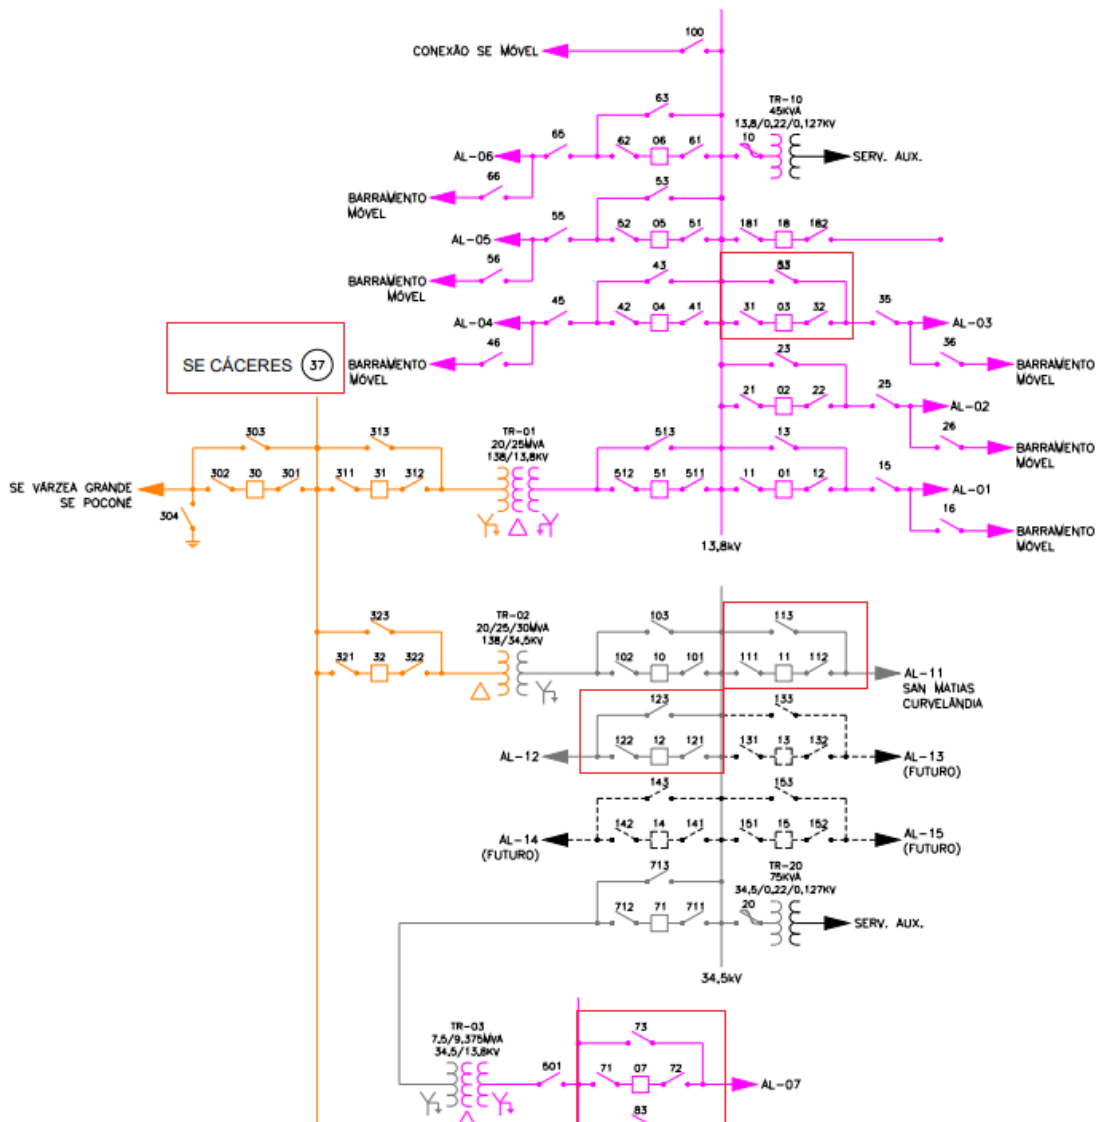 100
CONEXÃO SE MÓVEL
63
TR-10
45KVA
13,8/0,22/0,127KV
65
62
06
61
10
AL-06
SERV. AUX.
66
BARRAMENTO
MÓVEL
53
55
52
05
51
181
18
182
AL-05
56
BARRAMENTO
MÓVEL
43
45
42
04
41
31
03
32
35
AL-04
AL-03
46
36
SE CÁCERES
37
BARRAMENTO
MÓVEL
BARRAMENTO
MÓVEL
23
21
02
22
25
AL-02
26
BARRAMENTO
MÓVEL
303
313
TR-01
20/25MVA
138/13,8KV
513
13
302
30
301
311
31
312
512
51
511
11
01
12
15
SE VÁRZEA GRANDE
SE POCONÉ
AL-01
304
16
BARRAMENTO
MÓVEL
13,8kV
323
TR-02
20/25/30MVA
138/34,5KV
103
113
321
32
322
102
10
101
111
11
112
AL-11
SAN MATIAS
CURVELÂNDIA
123
133
122
12
121
131
13
132
AL-12
AL-13
(FUTURO)
143
153
142
14
141
151
15
152
AL-14
(FUTURO)
AL-15
(FUTURO)
713
TR-20
75KVA
34,5/0,22/0,127KV
712
71
711
20
SERV. AUX.
34,5kV
TR-03
7,5/9,375MVA
34,5/13,8KV
73
601
71
07
72
AL-07
83